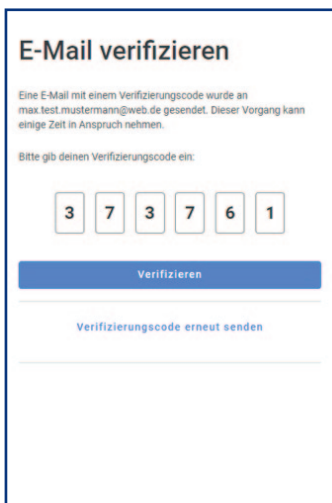 E-Mail verifizieren
Eine E-Mail mit einem Verifizierungscode wurde an
max.test.mustermann@web.de gesendet. Dieser Vorgang kann
einige Zeit in Anspruch nehmen.
Bitte gib deinen Verifizierungscode ein:
3 7 3 7 6 1
Verifizieren
Verifizierungscode erneut senden